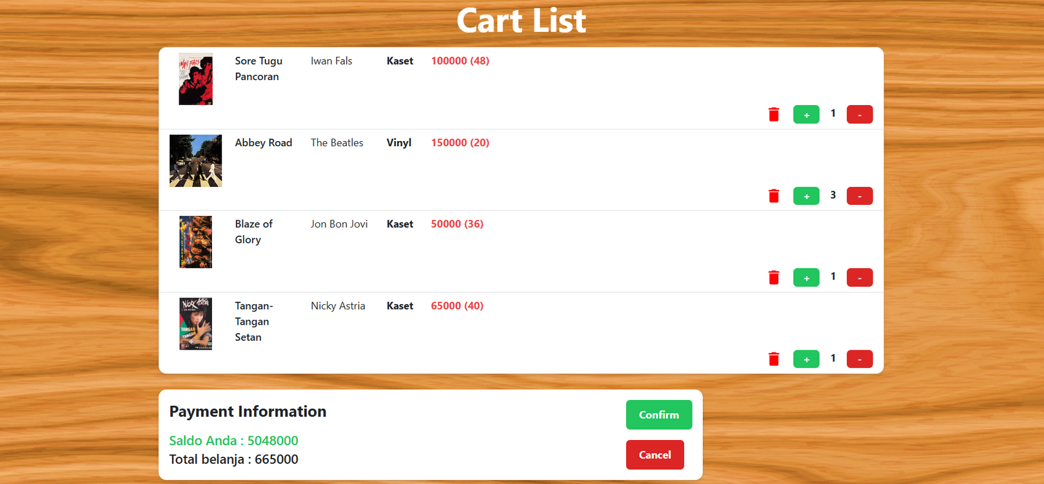 Cart List
Sore Tugu Iwan Fals Kaset 100000 (48)
Pancoran
+ 1 -
Abbey Road The Beatles Vinyl 150000 (20)
+ 3 -
Blaze of Jon Bon Jovi Kaset 50000 (36)
Glory
+ 1 -
Tangan- Nicky Astria Kaset 65000 (40)
Tangan
Setan
+ 1 -
Payment Information
Confirm
Saldo Anda : 5048000
Total belanja : 665000
Cancel